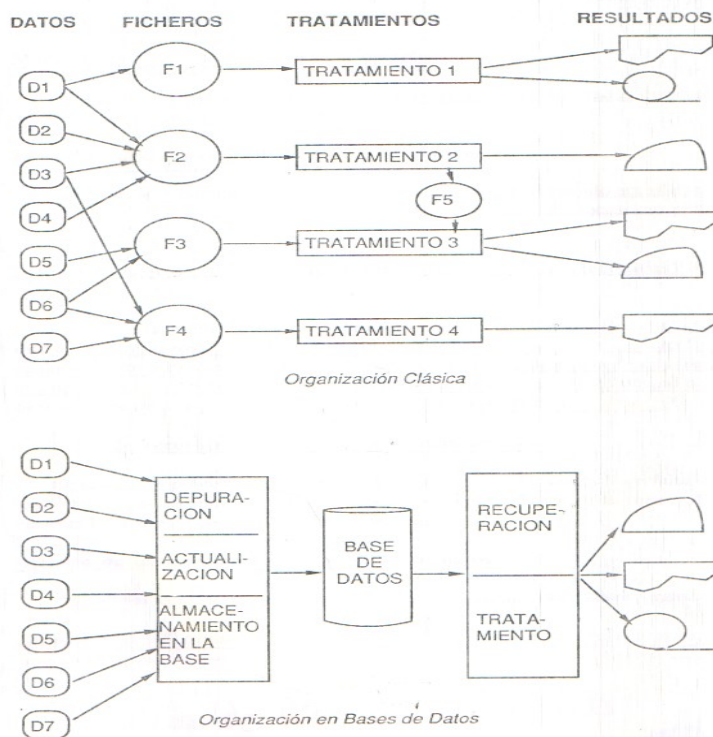 DATOS FICHEROS TRATAMIENTOS RESULTADOS
D1
D2
D3
D4
D5
D6
D7
F1
F2
F3
F4
TRATAMIENTO 1
TRATAMIENTO 2
F5
TRATAMIENTO 3
TRATAMIENTO 4
Organización Clásica
D1
D2
D3
D4
D5
D6
D7
DEPURA-
CION
ACTUALI-
ZACION
ALMACE-
NAMIENTO
EN LA
BASE
BASE
DE
DATOS
RECUPE-
RACION
TRATA-
MIENTO
Organización en Bases de Datos